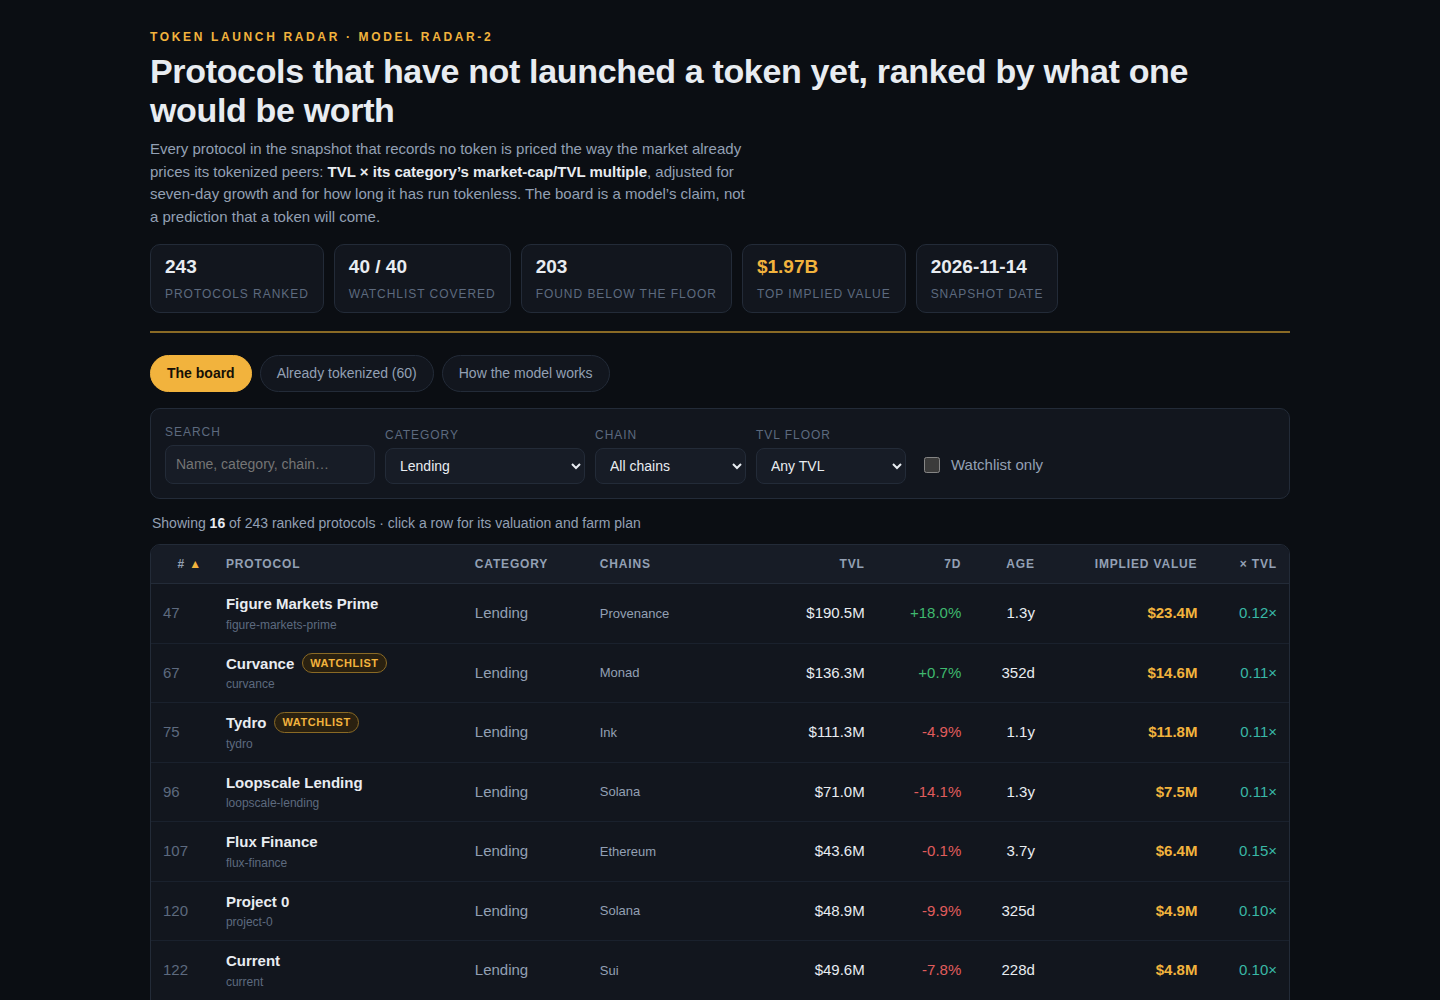 TOKEN LAUNCH RADAR · MODEL RADAR-2
Protocols that have not launched a token yet, ranked by what one
would be worth
Every protocol in the snapshot that records no token is priced the way the market already
prices its tokenized peers: TVL × its category’s market-cap/TVL multiple, adjusted for
seven-day growth and for how long it has run tokenless. The board is a model’s claim, not
a prediction that a token will come.
243
PROTOCOLS RANKED
40 / 40
WATCHLIST COVERED
203
FOUND BELOW THE FLOOR
$1.97B
TOP IMPLIED VALUE
2026-11-14
SNAPSHOT DATE
The board
Already tokenized (60)
How the model works
SEARCH
Name, category, chain…
CATEGORY
Lending
CHAIN
All chains
TVL FLOOR
Any TVL
Watchlist only
Showing 16 of 243 ranked protocols · click a row for its valuation and farm plan
# ▲ PROTOCOL CATEGORY CHAINS TVL 7D AGE IMPLIED VALUE × TVL
47 Figure Markets Prime Lending Provenance $190.5M +18.0% 1.3y $23.4M 0.12×
figure-markets-prime
67 Curvance WATCHLIST Lending Monad $136.3M +0.7% 352d $14.6M 0.11×
curvance
75 Tydro WATCHLIST Lending Ink $111.3M -4.9% 1.1y $11.8M 0.11×
tydro
96 Loopscale Lending Lending Solana $71.0M -14.1% 1.3y $7.5M 0.11×
loopscale-lending
107 Flux Finance Lending Ethereum $43.6M -0.1% 3.7y $6.4M 0.15×
flux-finance
120 Project 0 Lending Solana $48.9M -9.9% 325d $4.9M 0.10×
project-0
122 Current Lending Sui $49.6M -7.8% 228d $4.8M 0.10×
current